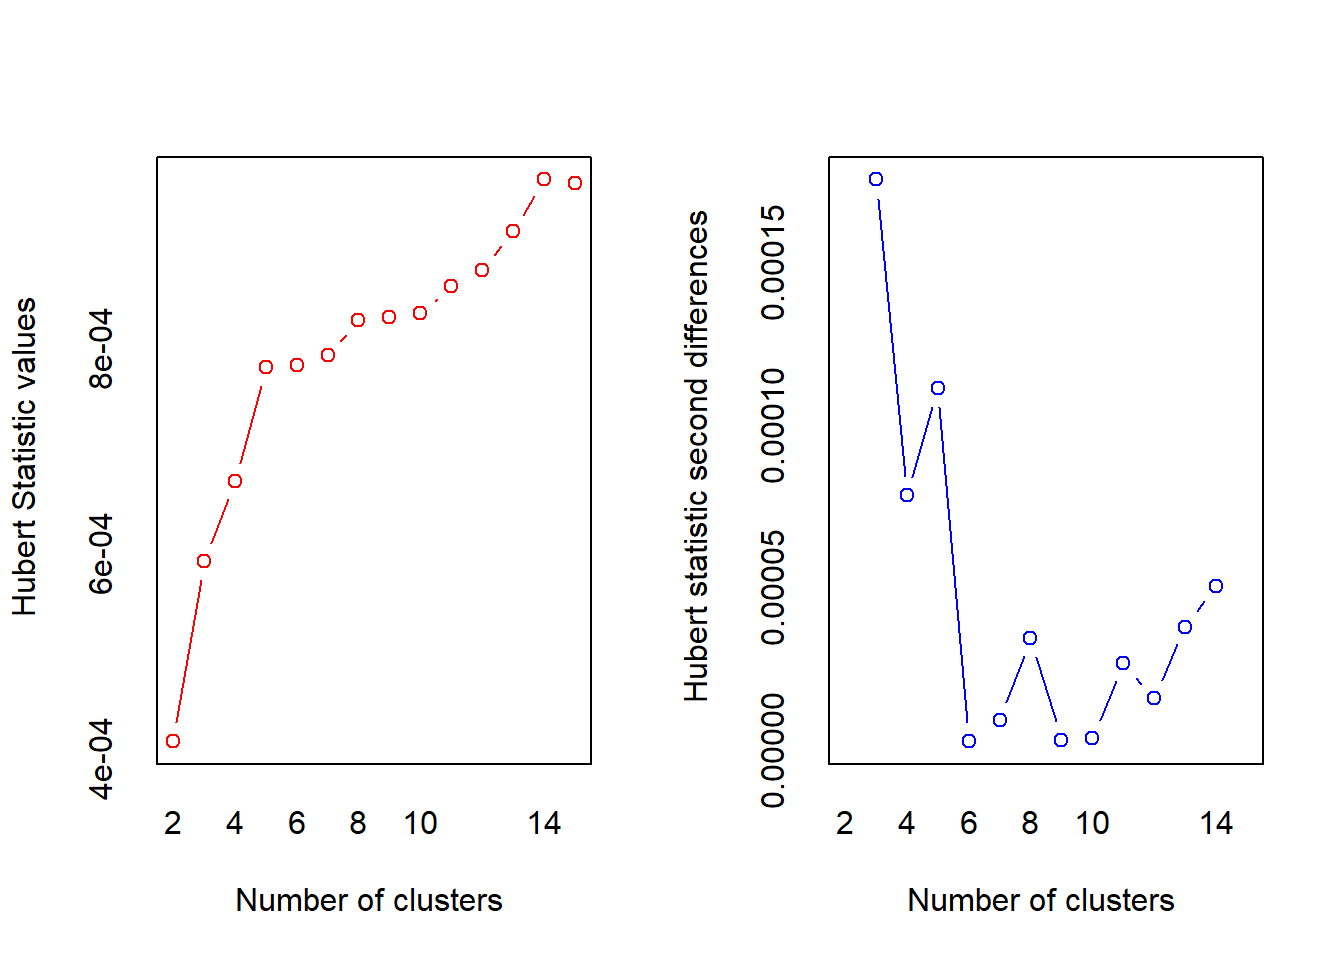 Hubert Statistic values
8e-04
6e-04
4e-04
2 4 6 8 10 14
Number of clusters
Hubert statistic second differences
0.00015
0.00010
0.00005
0.00000
2 4 6 8 10 14
Number of clusters